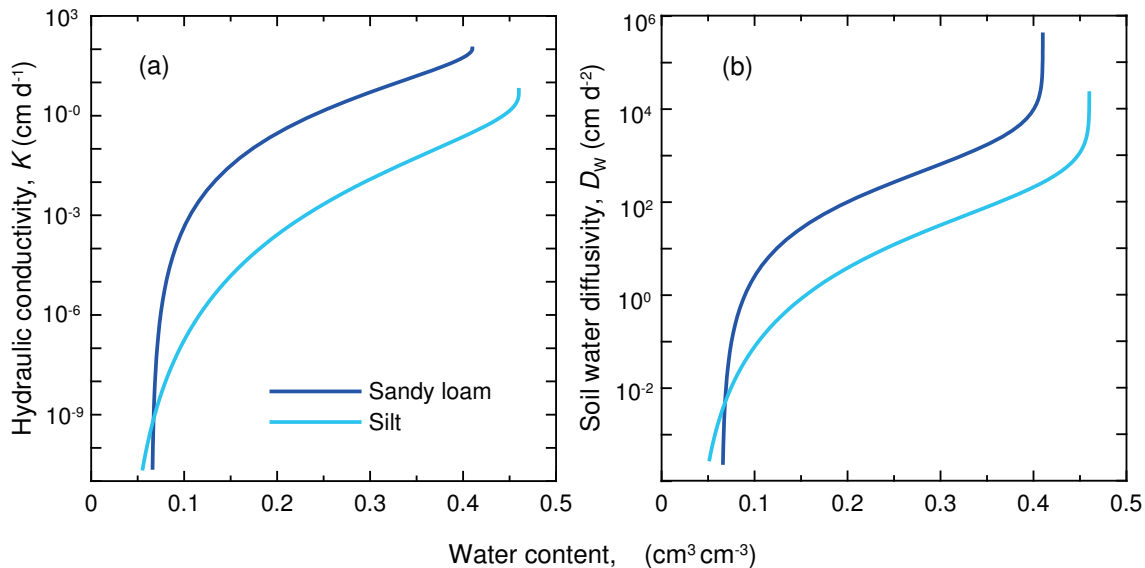 (a)
Hydraulic conductivity, K (cm d⁻¹)
10³
10⁻⁰
10⁻³
10⁻⁶
10⁻⁹
0 0.1 0.2 0.3 0.4 0.5
Sandy loam
Silt
(b)
Soil water diffusivity, D_W (cm d⁻²)
10⁶
10⁴
10²
10⁰
10⁻²
0 0.1 0.2 0.3 0.4 0.5
Water content, (cm³ cm⁻³)